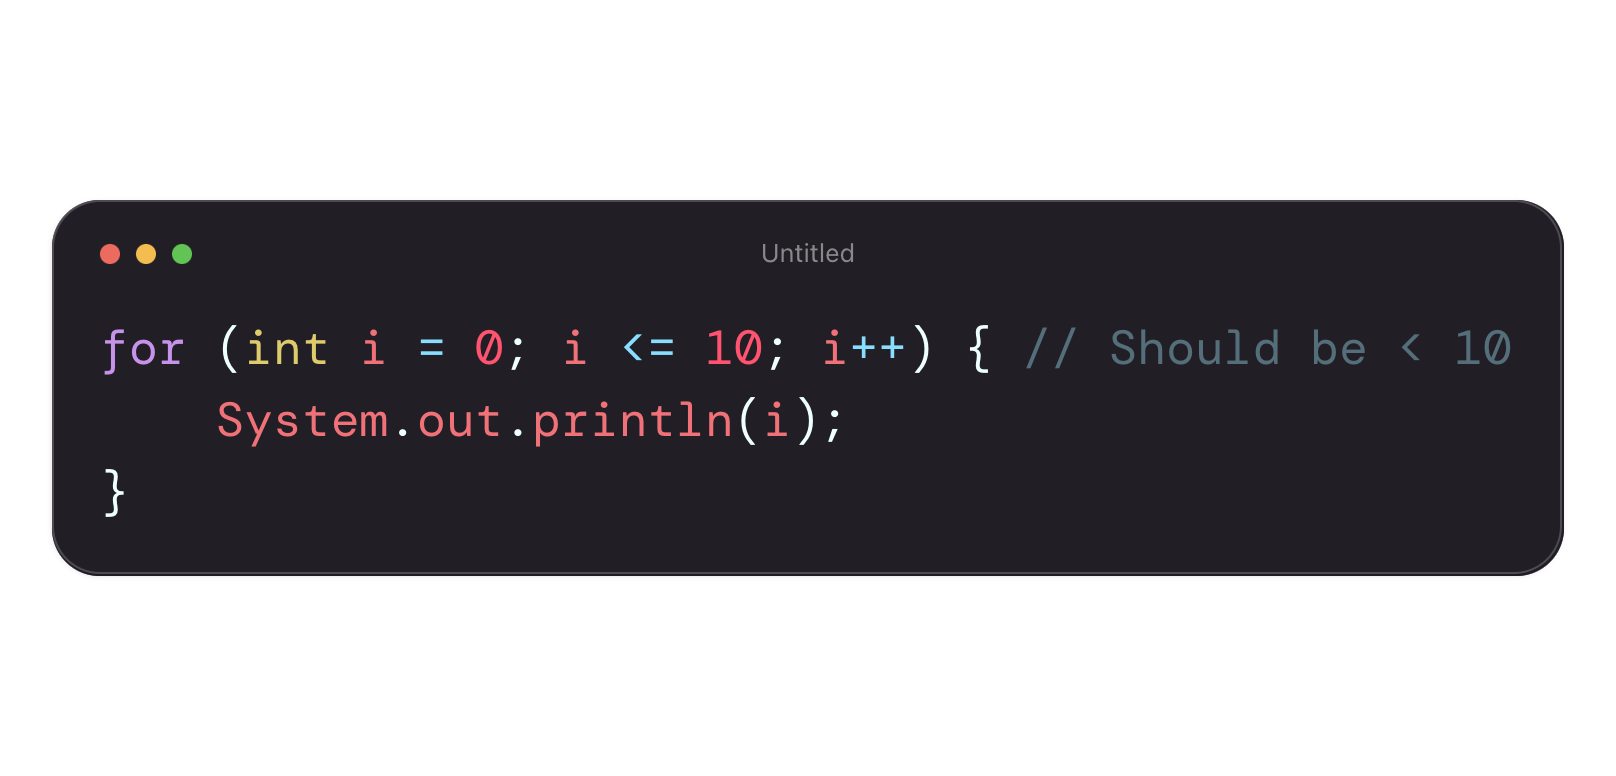 Untitled
for (int i = 0; i <= 10; i++) { // Should be < 10
    System.out.println(i);
}